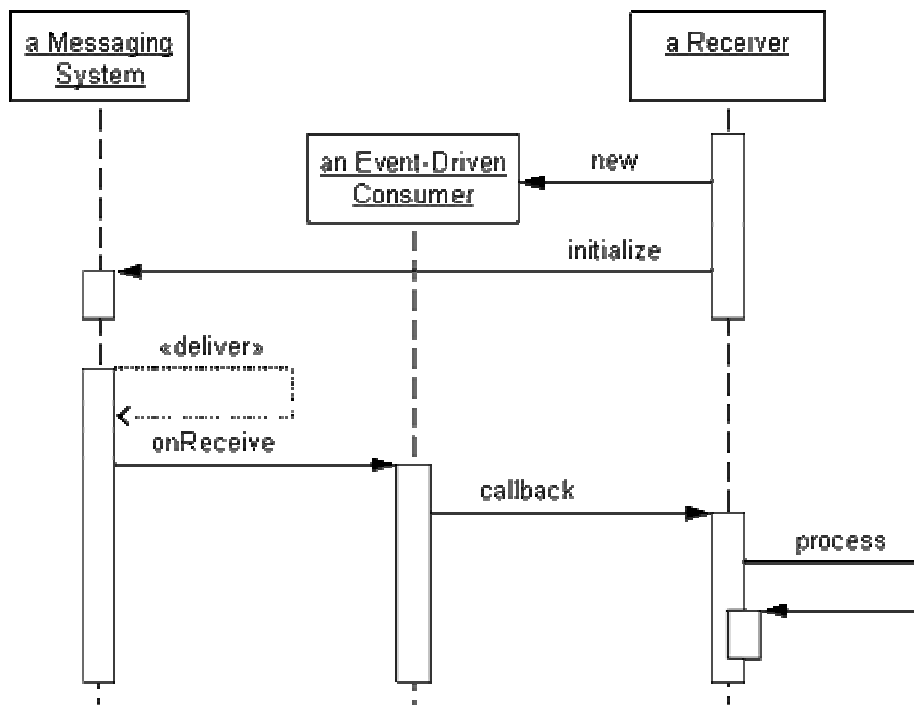 a Messaging
System
a Receiver
an Event-Driven
Consumer
new
initialize
«deliver»
onReceive
callback
process